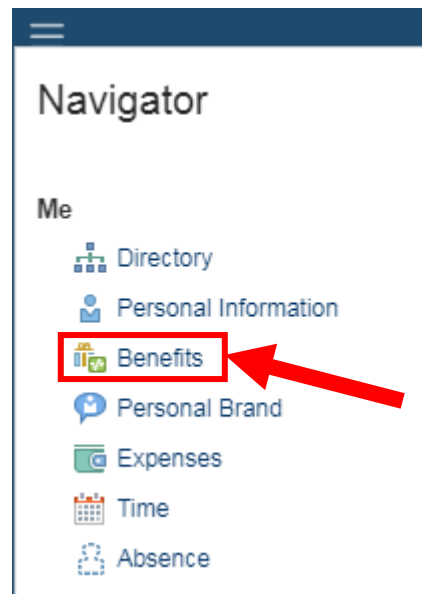 Navigator
Me
Directory
Personal Information
Benefits
Personal Brand
Expenses
Time
Absence